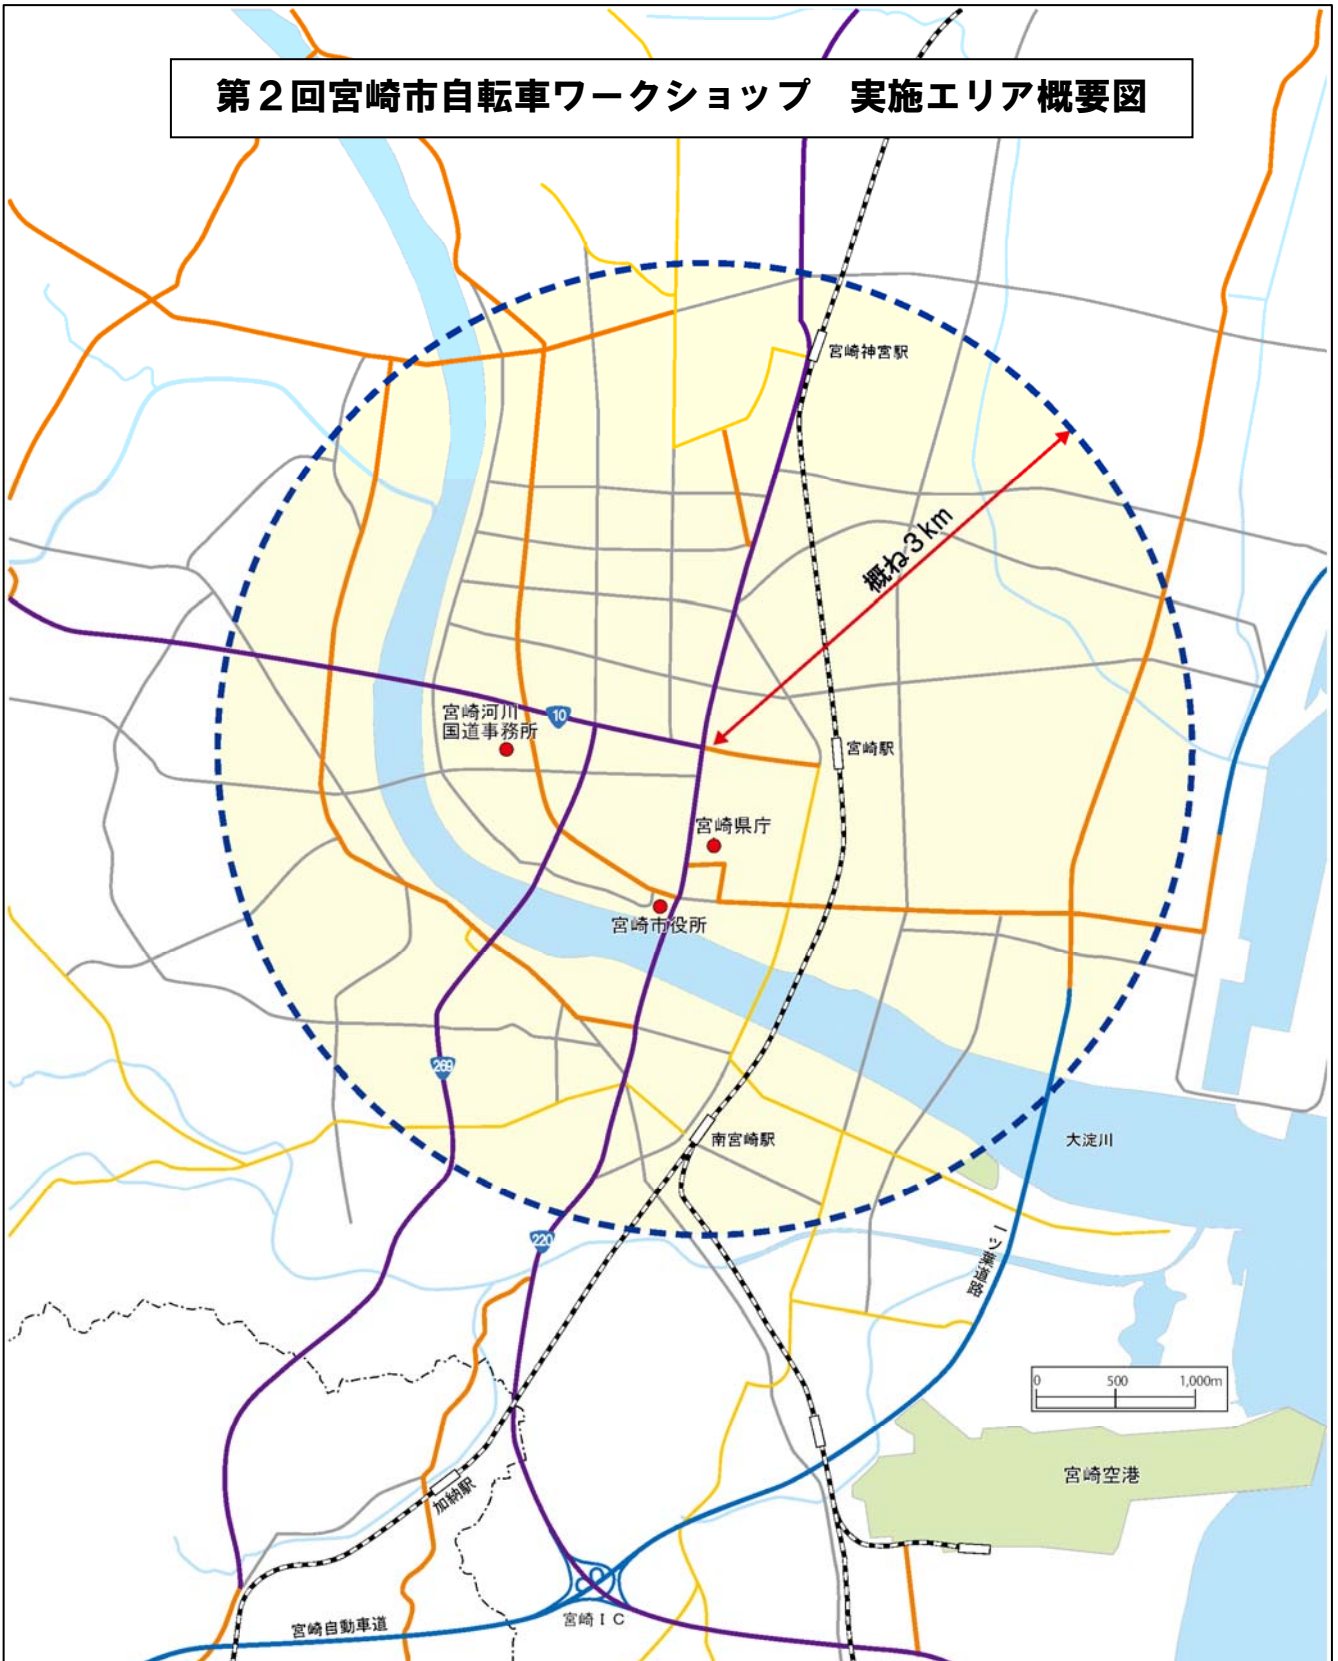 第２回宮崎市自転車ワークショップ　実施エリア概要図
宮崎神宮駅
概ね３km
宮崎河川
国道事務所
10
宮崎駅
宮崎県庁
宮崎市役所
269
南宮崎駅
大淀川
220
一ツ葉道路
0 500 1,000m
宮崎空港
加納駅
宮崎ＩＣ
宮崎自動車道